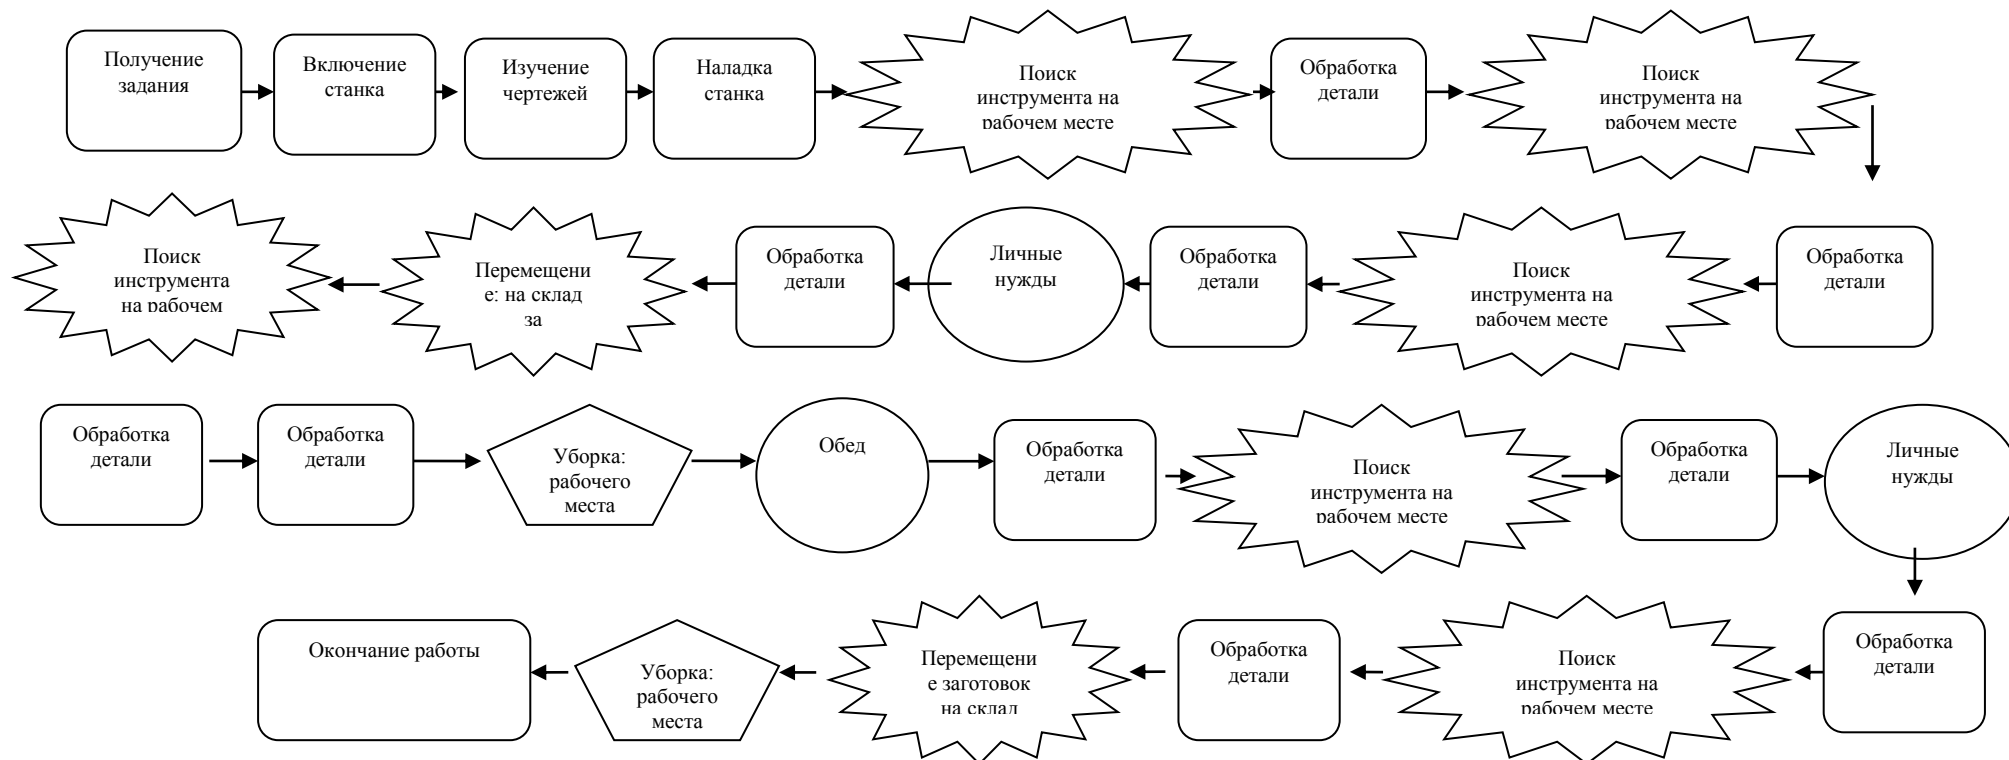 Получение
задания
Включение
станка
Изучение
чертежей
Наладка
станка
Поиск
инструмента на
рабочем месте
Обработка
детали
Поиск
инструмента на
рабочем месте
Поиск
инструмента
на рабочем
Перемещени
е: на склад
за
Обработка
детали
Личные
нужды
Обработка
детали
Поиск
инструмента на
рабочем месте
Обработка
детали
Обработка
детали
Обработка
детали
Уборка:
рабочего
места
Обед
Обработка
детали
Поиск
инструмента на
рабочем месте
Обработка
детали
Личные
нужды
Окончание работы
Уборка:
рабочего
места
Перемещени
е заготовок
на склад
Обработка
детали
Поиск
инструмента на
рабочем месте
Обработка
детали